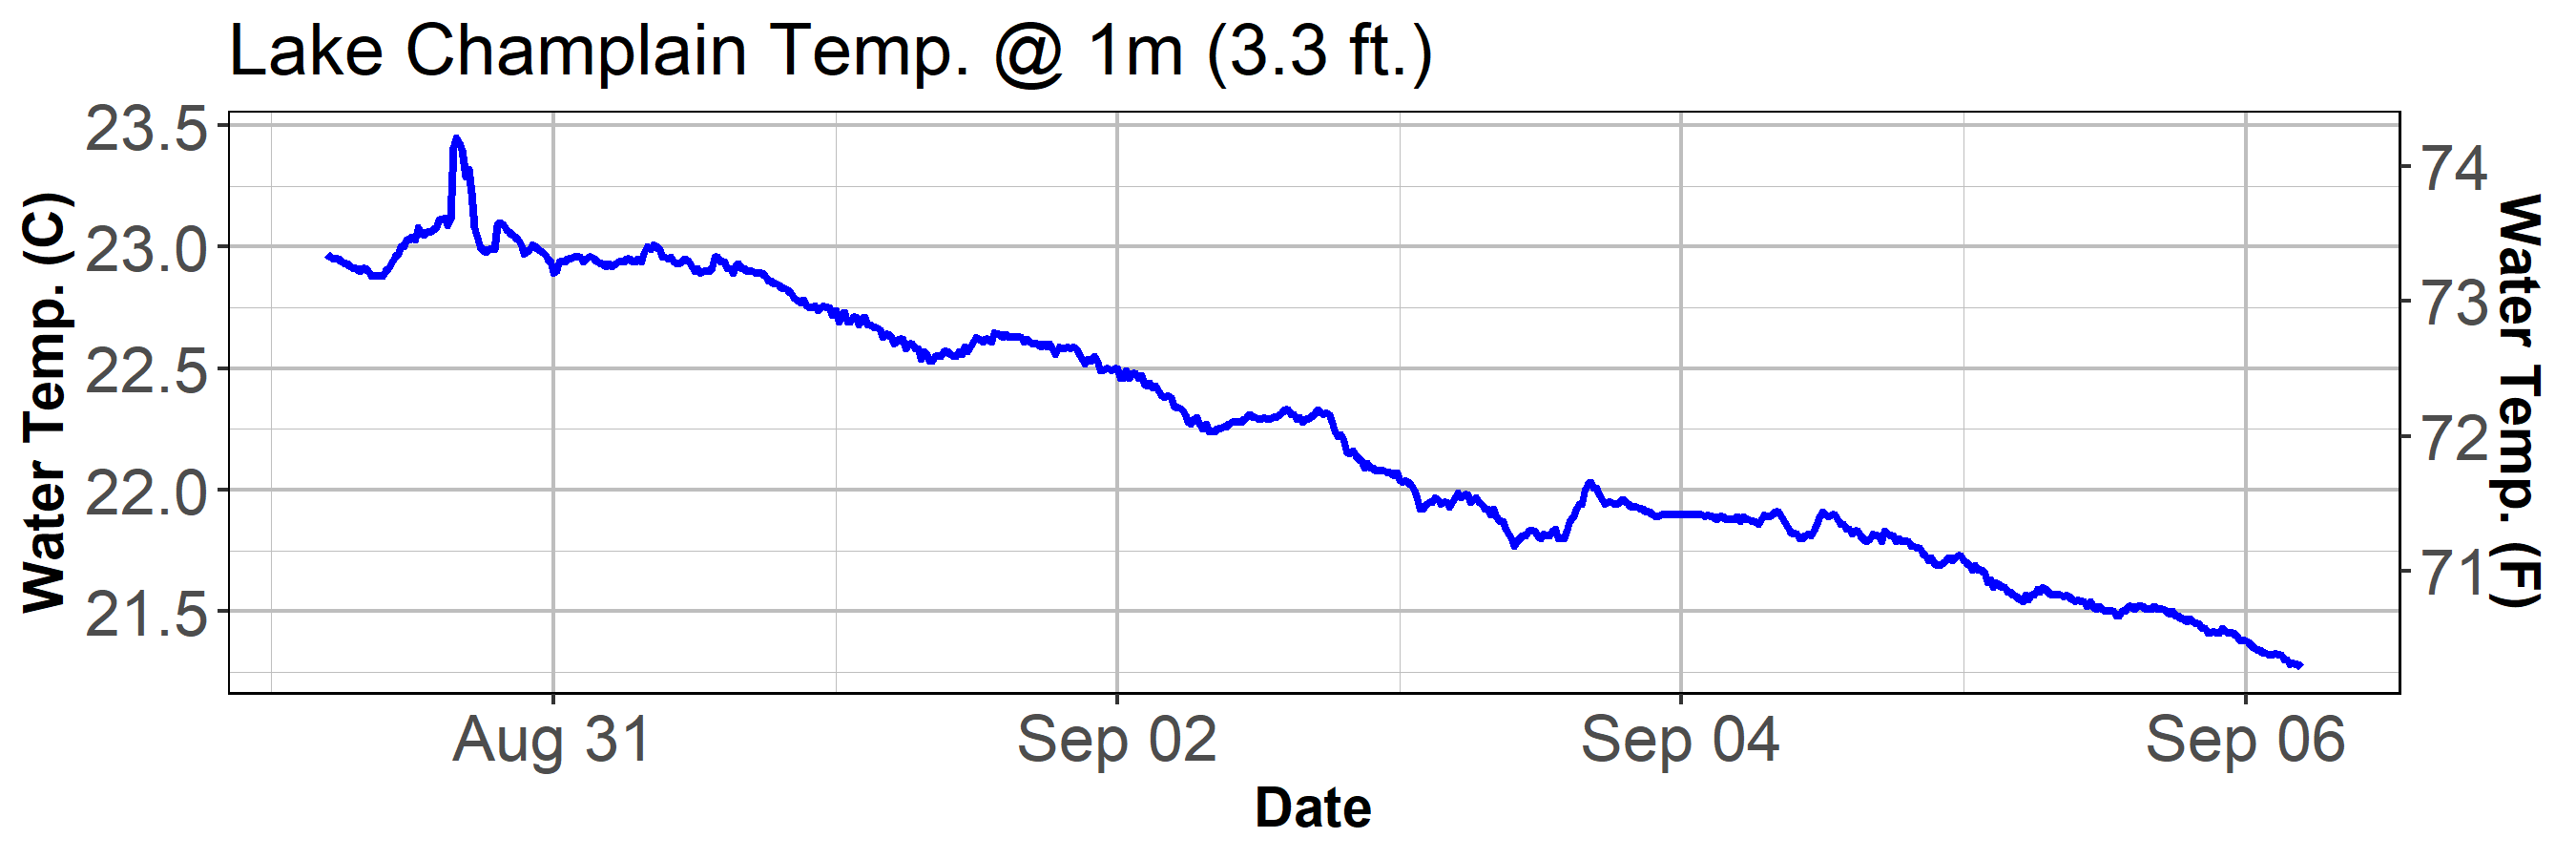 Lake Champlain Temp. @ 1m (3.3 ft.)
Water Temp. (C)
23.5
23.0
22.5
22.0
21.5
74
73
72
71
Water Temp. (F)
Aug 31
Sep 02
Sep 04
Sep 06
Date